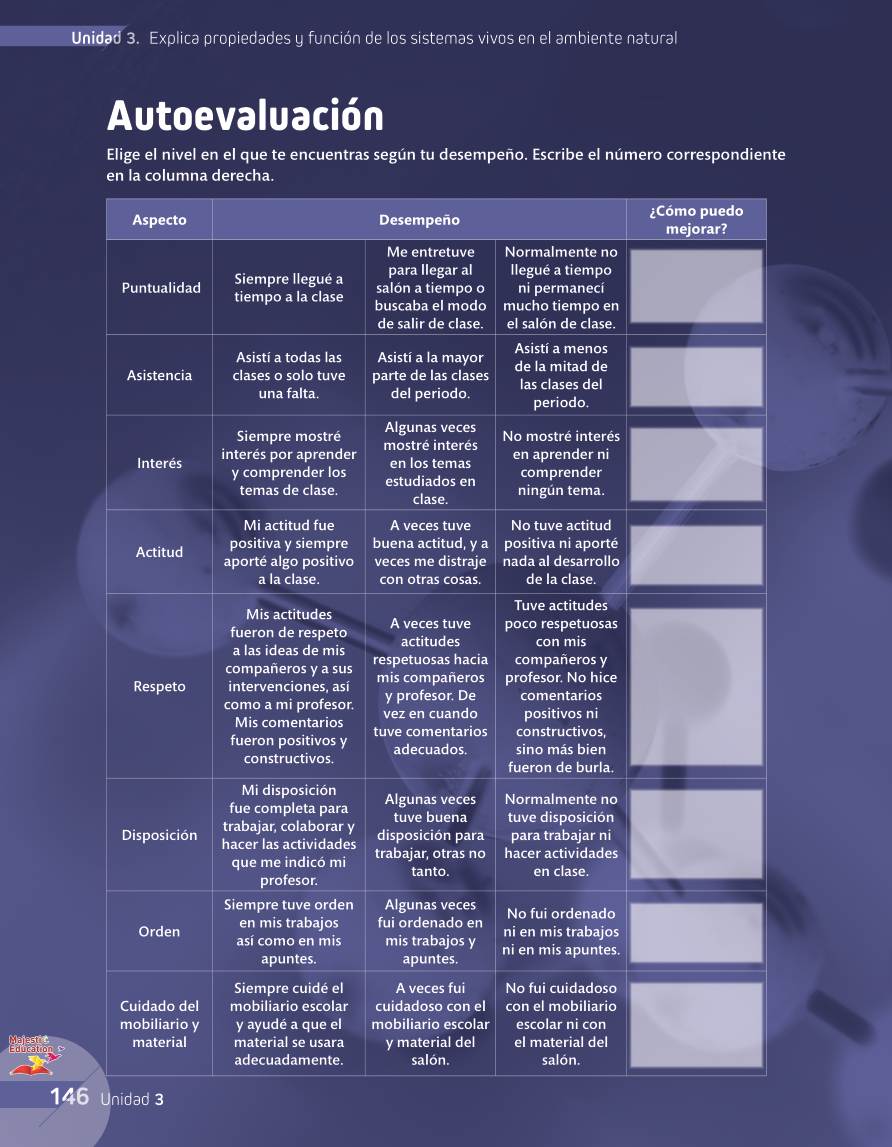 Unidad 3. Explica propiedades y función de los sistemas vivos en el ambiente natural
Autoevaluación
Elige el nivel en el que te encuentras según tu desempeño. Escribe el número correspondiente
en la columna derecha.
Aspecto
Desempeño
¿Cómo puedo
mejorar?
Puntualidad
Siempre llegué a
tiempo a la clase
Me entretuve
para llegar al
salón a tiempo o
buscaba el modo
de salir de clase.
Normalmente no
llegué a tiempo
ni permanecí
mucho tiempo en
el salón de clase.
Asistencia
Asistí a todas las
clases o solo tuve
una falta.
Asistí a la mayor
parte de las clases
del periodo.
Asistí a menos
de la mitad de
las clases del
periodo.
Interés
Siempre mostré
interés por aprender
y comprender los
temas de clase.
Algunas veces
mostré interés
en los temas
estudiados en
clase.
No mostré interés
en aprender ni
comprender
ningún tema.
Actitud
Mi actitud fue
positiva y siempre
aporté algo positivo
a la clase.
A veces tuve
buena actitud, y a
veces me distraje
con otras cosas.
No tuve actitud
positiva ni aporté
nada al desarrollo
de la clase.
Respeto
Mis actitudes
fueron de respeto
a las ideas de mis
compañeros y a sus
intervenciones, así
como a mi profesor.
Mis comentarios
fueron positivos y
constructivos.
A veces tuve
actitudes
respetuosas hacia
mis compañeros
y profesor. De
vez en cuando
tuve comentarios
adecuados.
Tuve actitudes
poco respetuosas
con mis
compañeros y
profesor. No hice
comentarios
positivos ni
constructivos,
sino más bien
fueron de burla.
Disposición
Mi disposición
fue completa para
trabajar, colaborar y
hacer las actividades
que me indicó mi
profesor.
Algunas veces
tuve buena
disposición para
trabajar, otras no
tanto.
Normalmente no
tuve disposición
para trabajar ni
hacer actividades
en clase.
Orden
Siempre tuve orden
en mis trabajos
así como en mis
apuntes.
Algunas veces
fui ordenado en
mis trabajos y
apuntes.
No fui ordenado
ni en mis trabajos
ni en mis apuntes.
Cuidado del
mobiliario y
material
Siempre cuidé el
mobiliario escolar
y ayudé a que el
material se usara
adecuadamente.
A veces fui
cuidadoso con el
mobiliario escolar
y material del
salón.
No fui cuidadoso
con el mobiliario
escolar ni con
el material del
salón.
Majestic
Education
146 Unidad 3